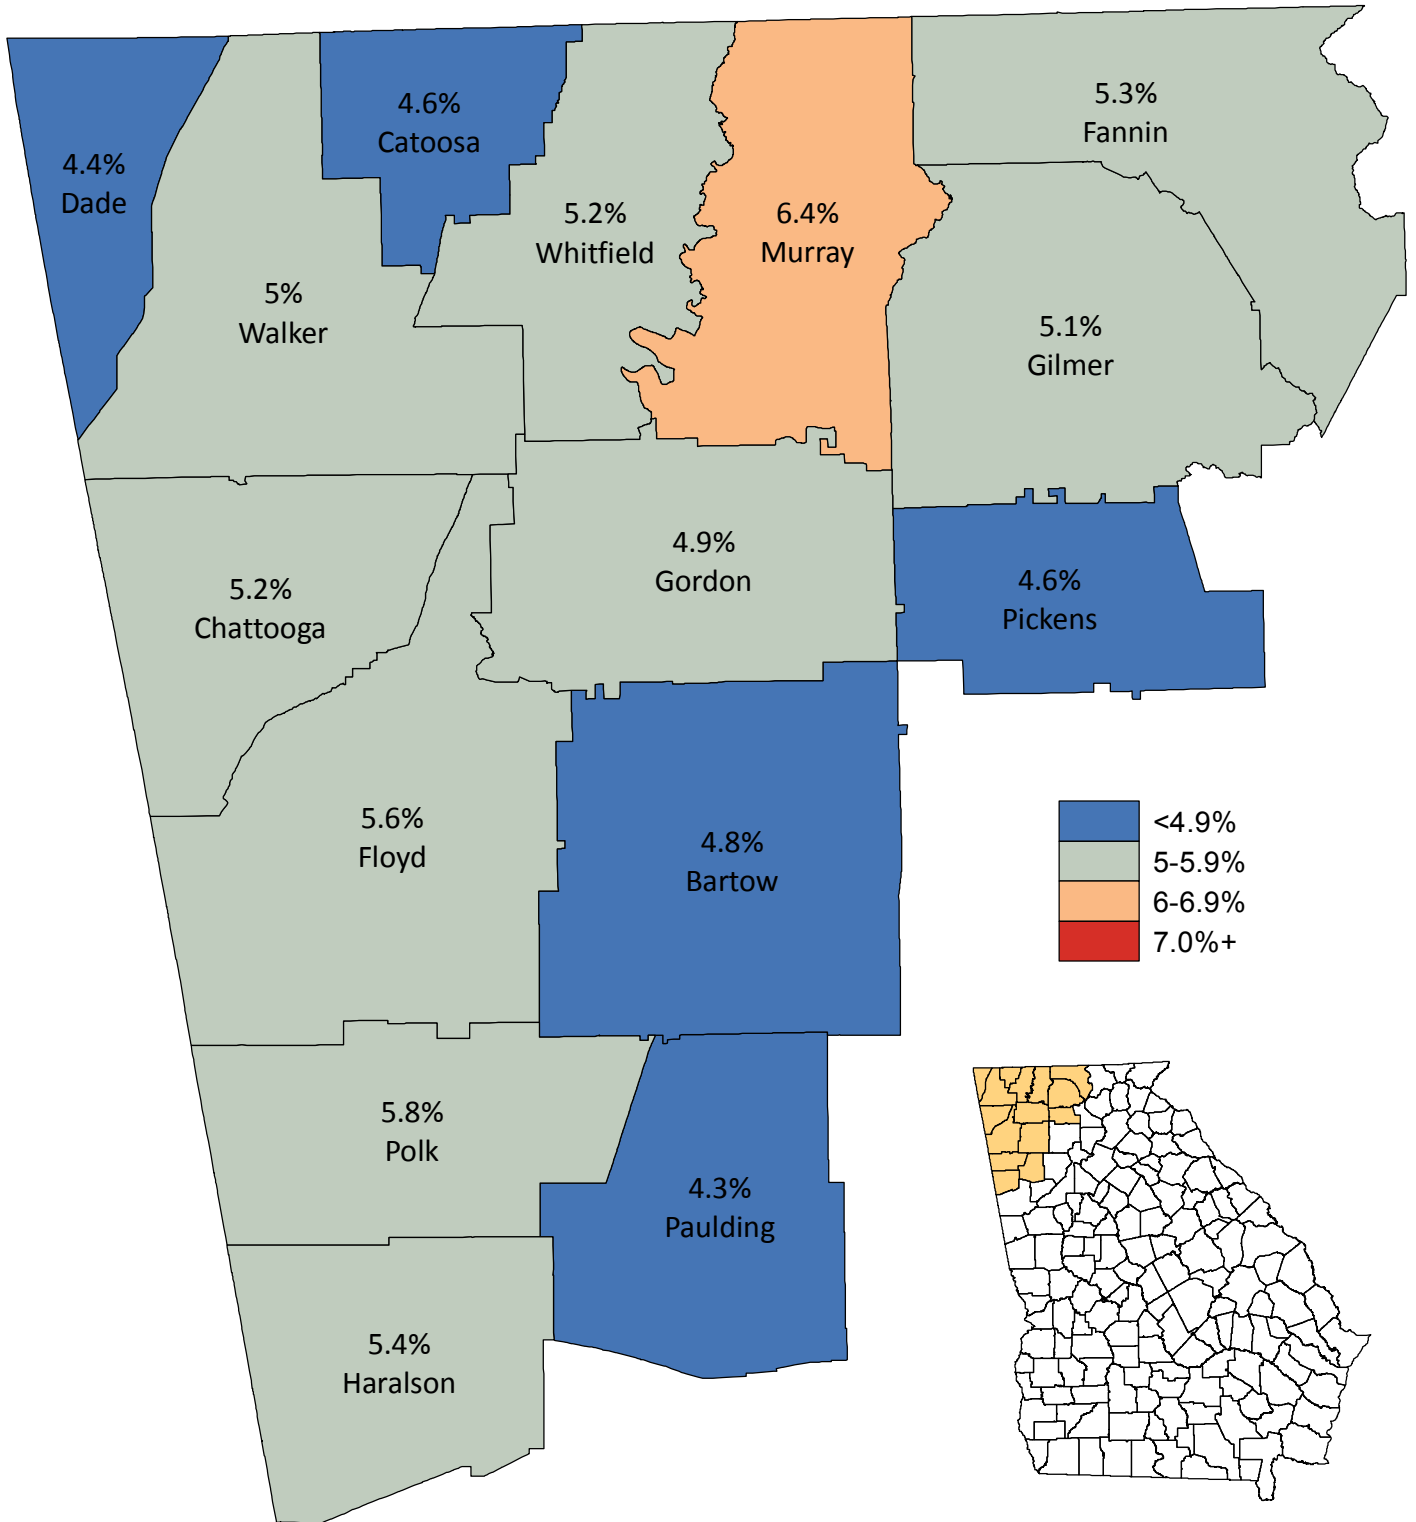 5.3%
Fannin
4.6%
Catoosa
4.4%
Dade
5.2%
Whitfield
6.4%
Murray
5%
Walker
5.1%
Gilmer
4.9%
Gordon
4.6%
Pickens
5.2%
Chattooga
5.6%
Floyd
4.8%
Bartow
<4.9%
5-5.9%
6-6.9%
7.0%+
5.8%
Polk
4.3%
Paulding
5.4%
Haralson